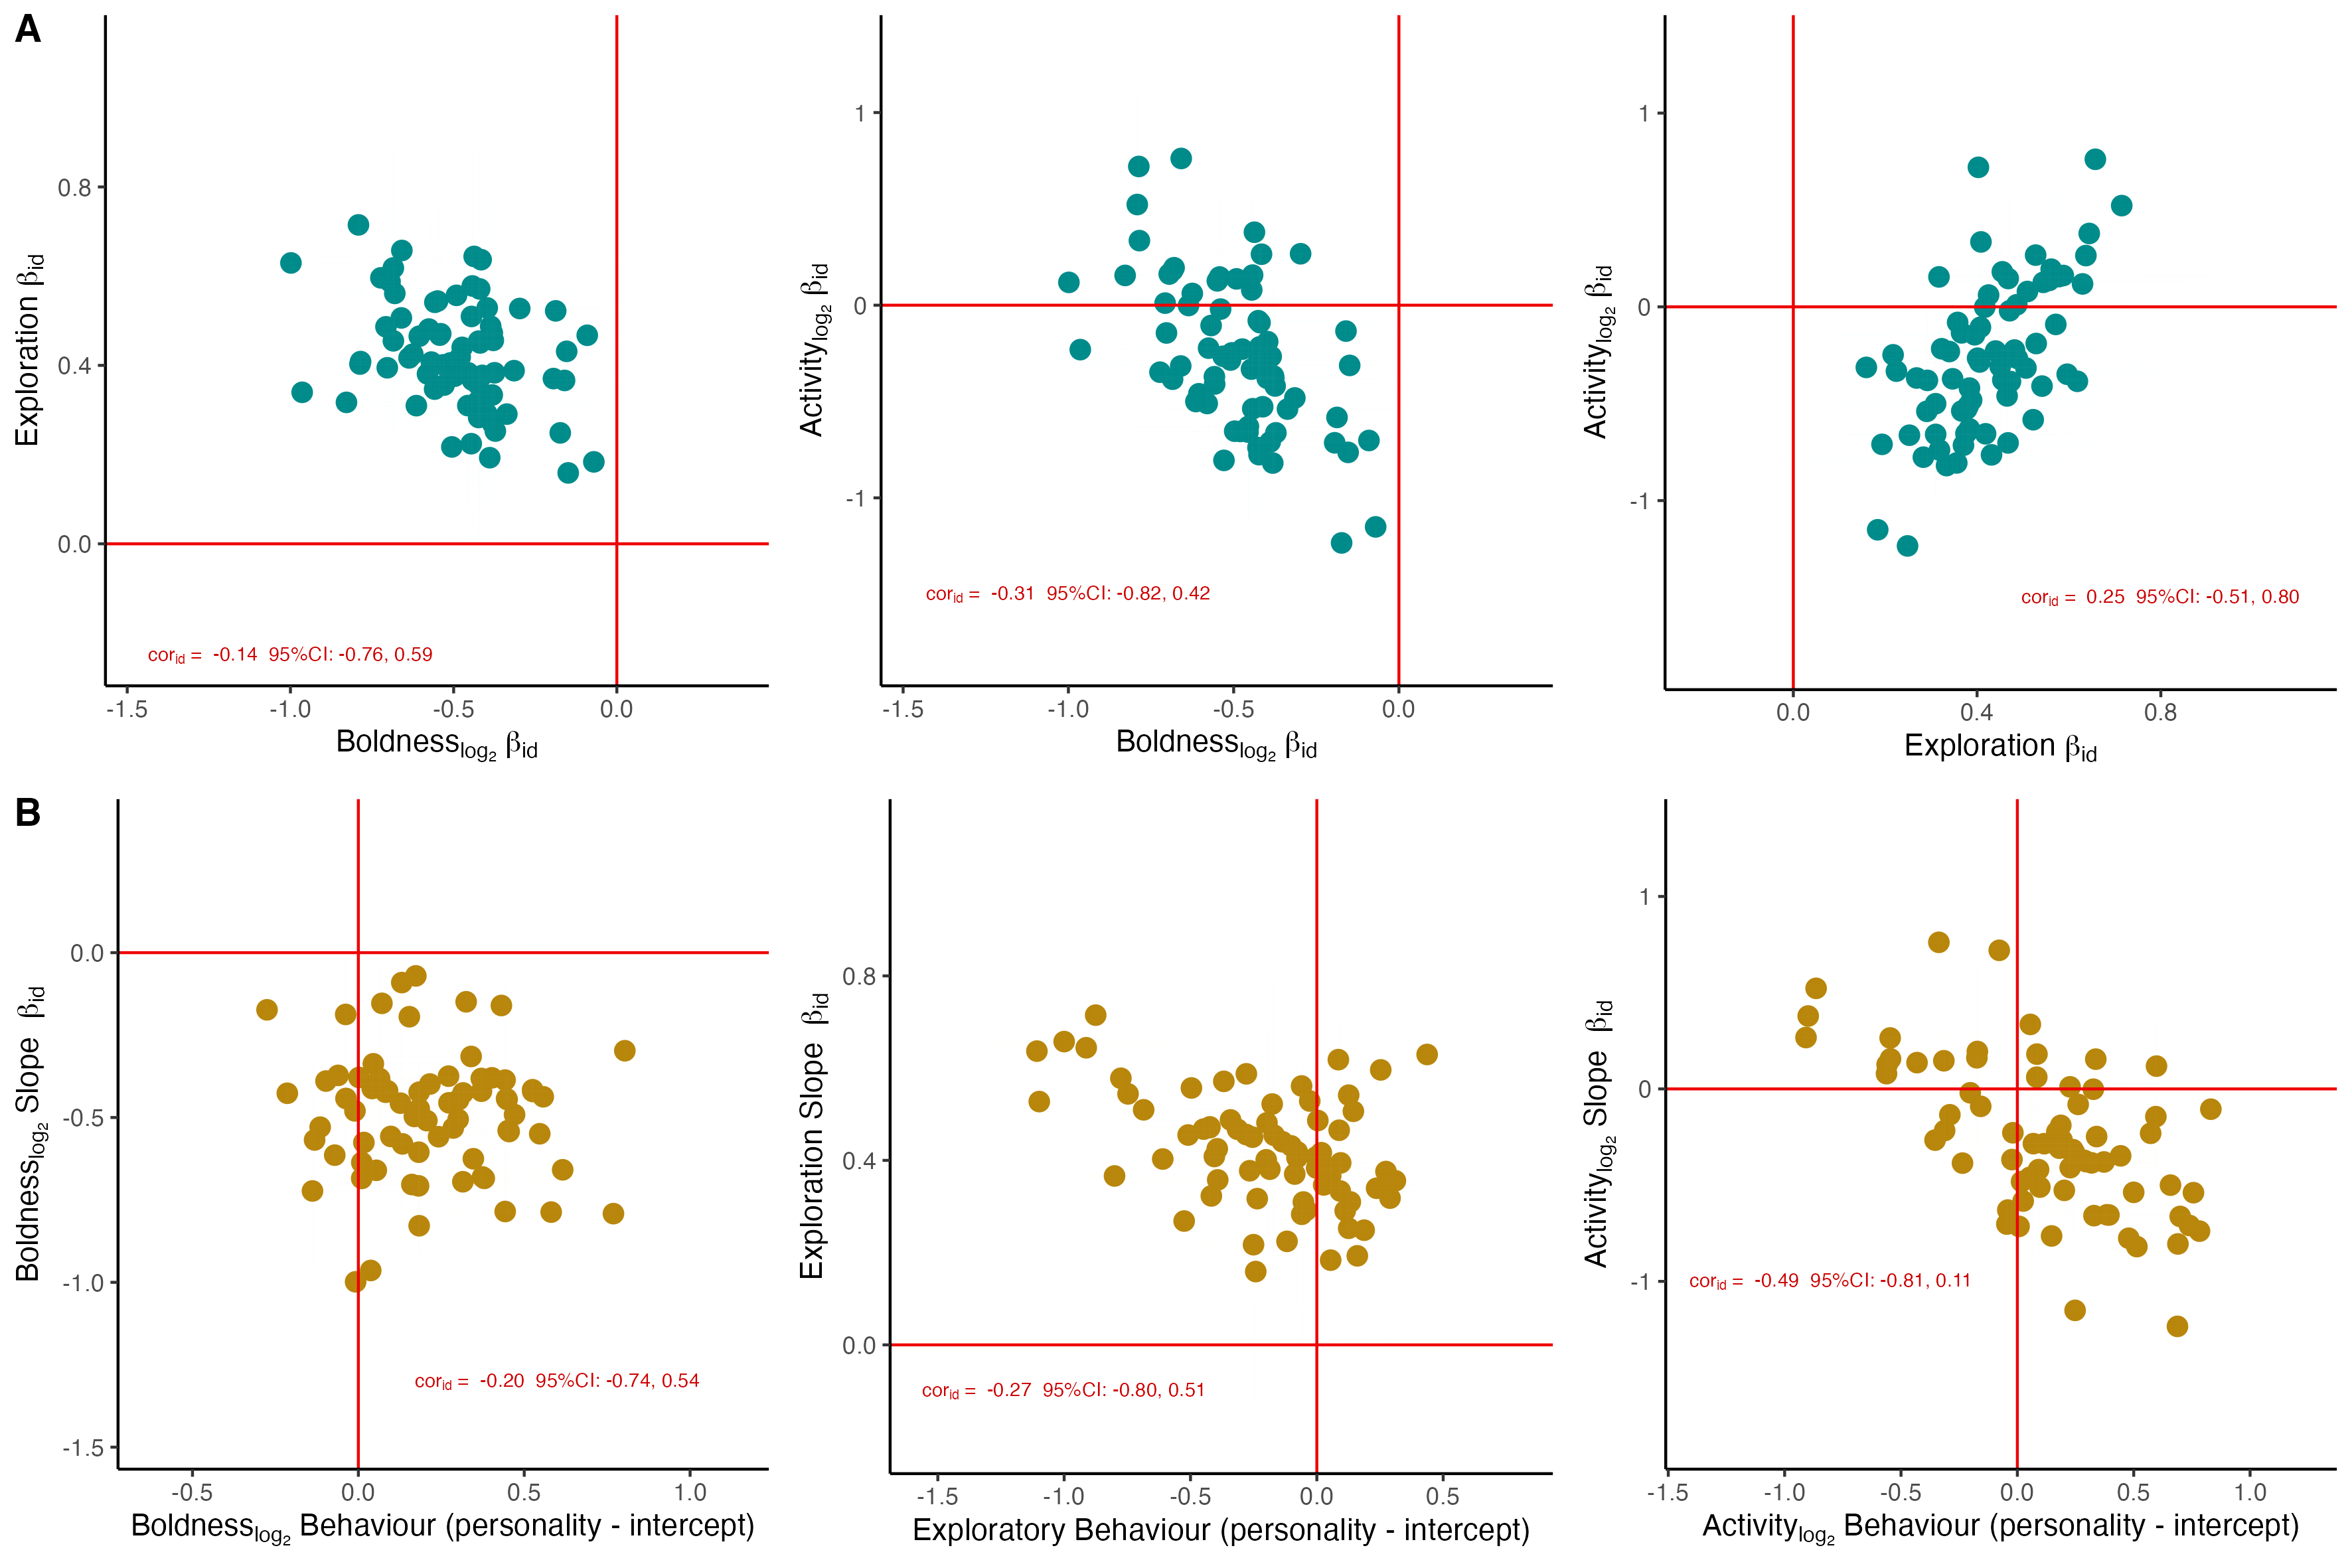 A
Exploration βid
0.8
0.4
0.0
corid = -0.14 95%CI: -0.76, 0.59
-1.5 -1.0 -0.5 0.0
Boldnesslog2 βid
Activitylog2 βid
1
0
-1
corid = -0.31 95%CI: -0.82, 0.42
-1.5 -1.0 -0.5 0.0
Boldnesslog2 βid
Activitylog2 βid
1
0
-1
corid = 0.25 95%CI: -0.51, 0.80
0.0 0.4 0.8
Exploration βid
B
Boldnesslog2 Slope βid
0.0
-0.5
-1.0
-1.5
corid = -0.20 95%CI: -0.74, 0.54
-0.5 0.0 0.5 1.0
Boldnesslog2 Behaviour (personality - intercept)
Exploration Slope βid
0.8
0.4
0.0
corid = -0.27 95%CI: -0.80, 0.51
-1.5 -1.0 -0.5 0.0 0.5
Exploratory Behaviour (personality - intercept)
Activitylog2 Slope βid
1
0
-1
corid = -0.49 95%CI: -0.81, 0.11
-1.5 -1.0 -0.5 0.0 0.5 1.0
Activitylog2 Behaviour (personality - intercept)